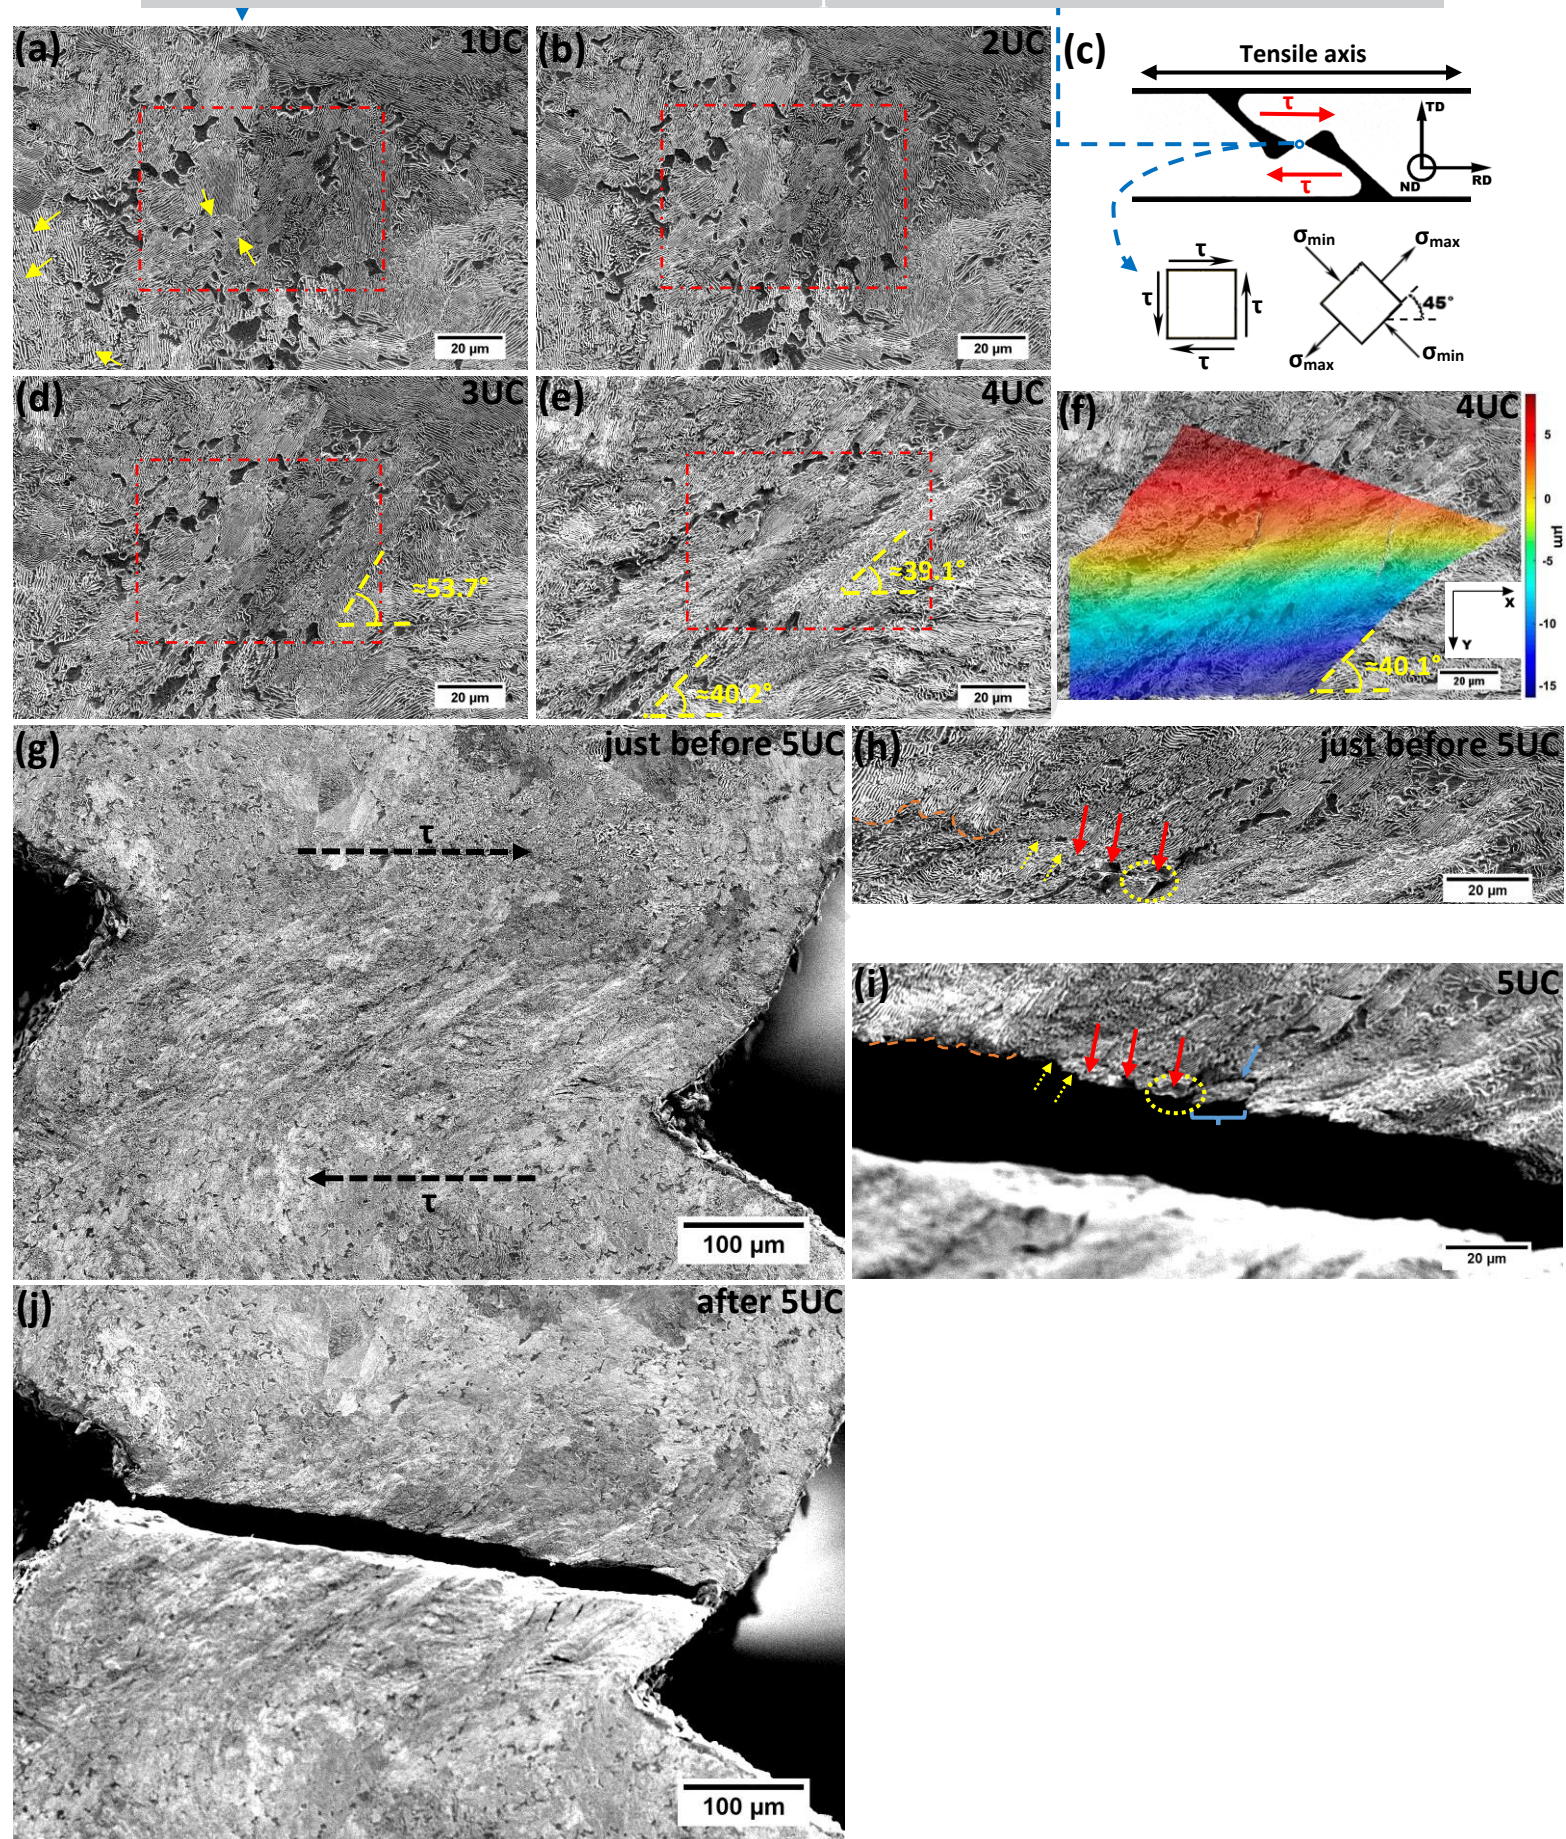 (a) 1UC
20 µm
(b) 2UC
20 µm
(c)
Tensile axis
τ
τ
TD
ND
RD
τ
τ
τ
τ
σmin
σmax
45°
σmax
σmin
(d) 3UC
≈53.7°
20 µm
(e) 4UC
≈39.1°
≈40.2°
20 µm
(f) 4UC
5
0
-5
-10
-15
µm
X
Y
≈40.1°
20 µm
(g) just before 5UC
τ
τ
100 µm
(h) just before 5UC
20 µm
(i) 5UC
20 µm
(j) after 5UC
100 µm